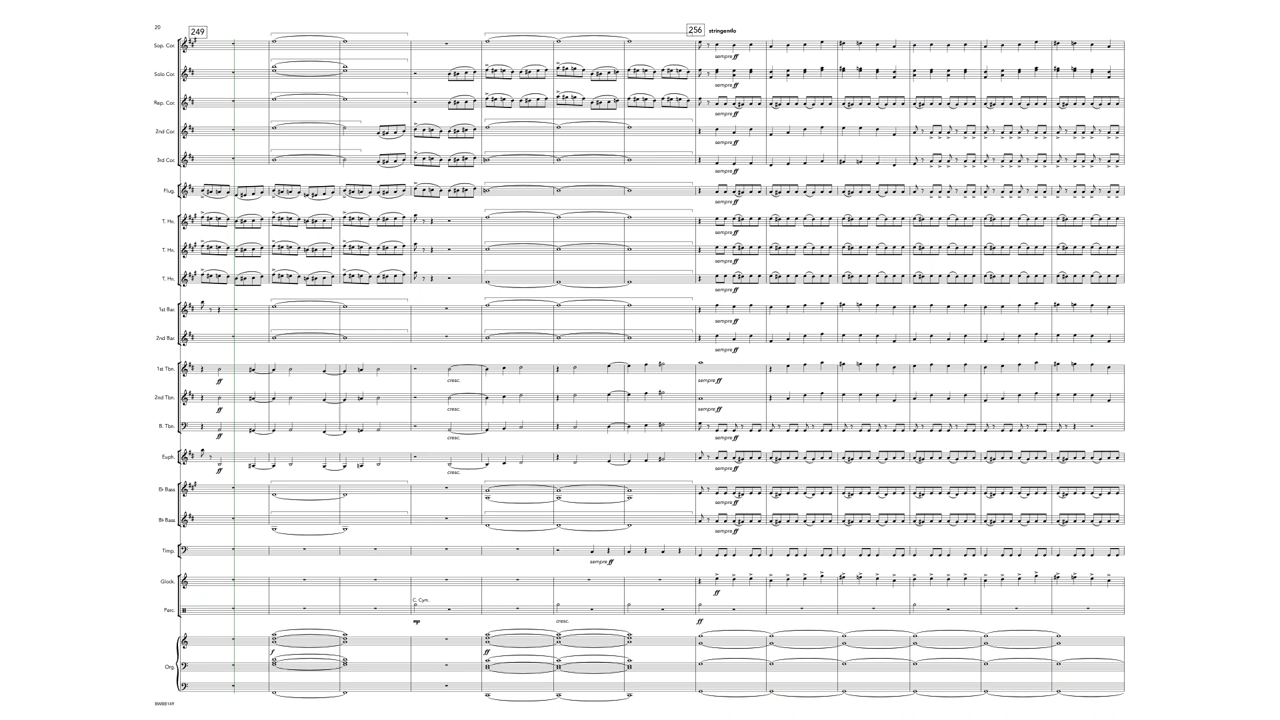 20
249
256 stringendo
Sop. Cor.
sempre ff
Solo Cor.
sempre ff
Rep. Cor.
sempre ff
2nd Cor.
sempre ff
3rd Cor.
sempre ff
Flug.
sempre ff
T. Hn.
sempre ff
T. Hn.
sempre ff
T. Hn.
sempre ff
1st Bar.
sempre ff
2nd Bar.
sempre ff
1st Tbn.
ff cresc. sempre ff
2nd Tbn.
ff cresc. sempre ff
B. Tbn.
ff cresc. sempre ff
Euph.
ff cresc. sempre ff
E♭ Bass
sempre ff
B♭ Bass
sempre ff
Timp.
sempre ff
Glock.
ff
C. Cym.
Perc.
mp cresc. ff
f ff
Org.
BWBB149